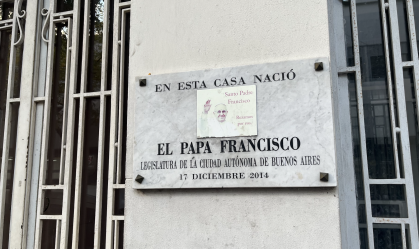 EN ESTA CASA NACIÓ
Santo Padre
Francisco
EL PAPA FRANCISCO
LEGISLATURA DE LA CIUDAD AUTÓNOMA DE BUENOS AIRES
17 DICIEMBRE 2014